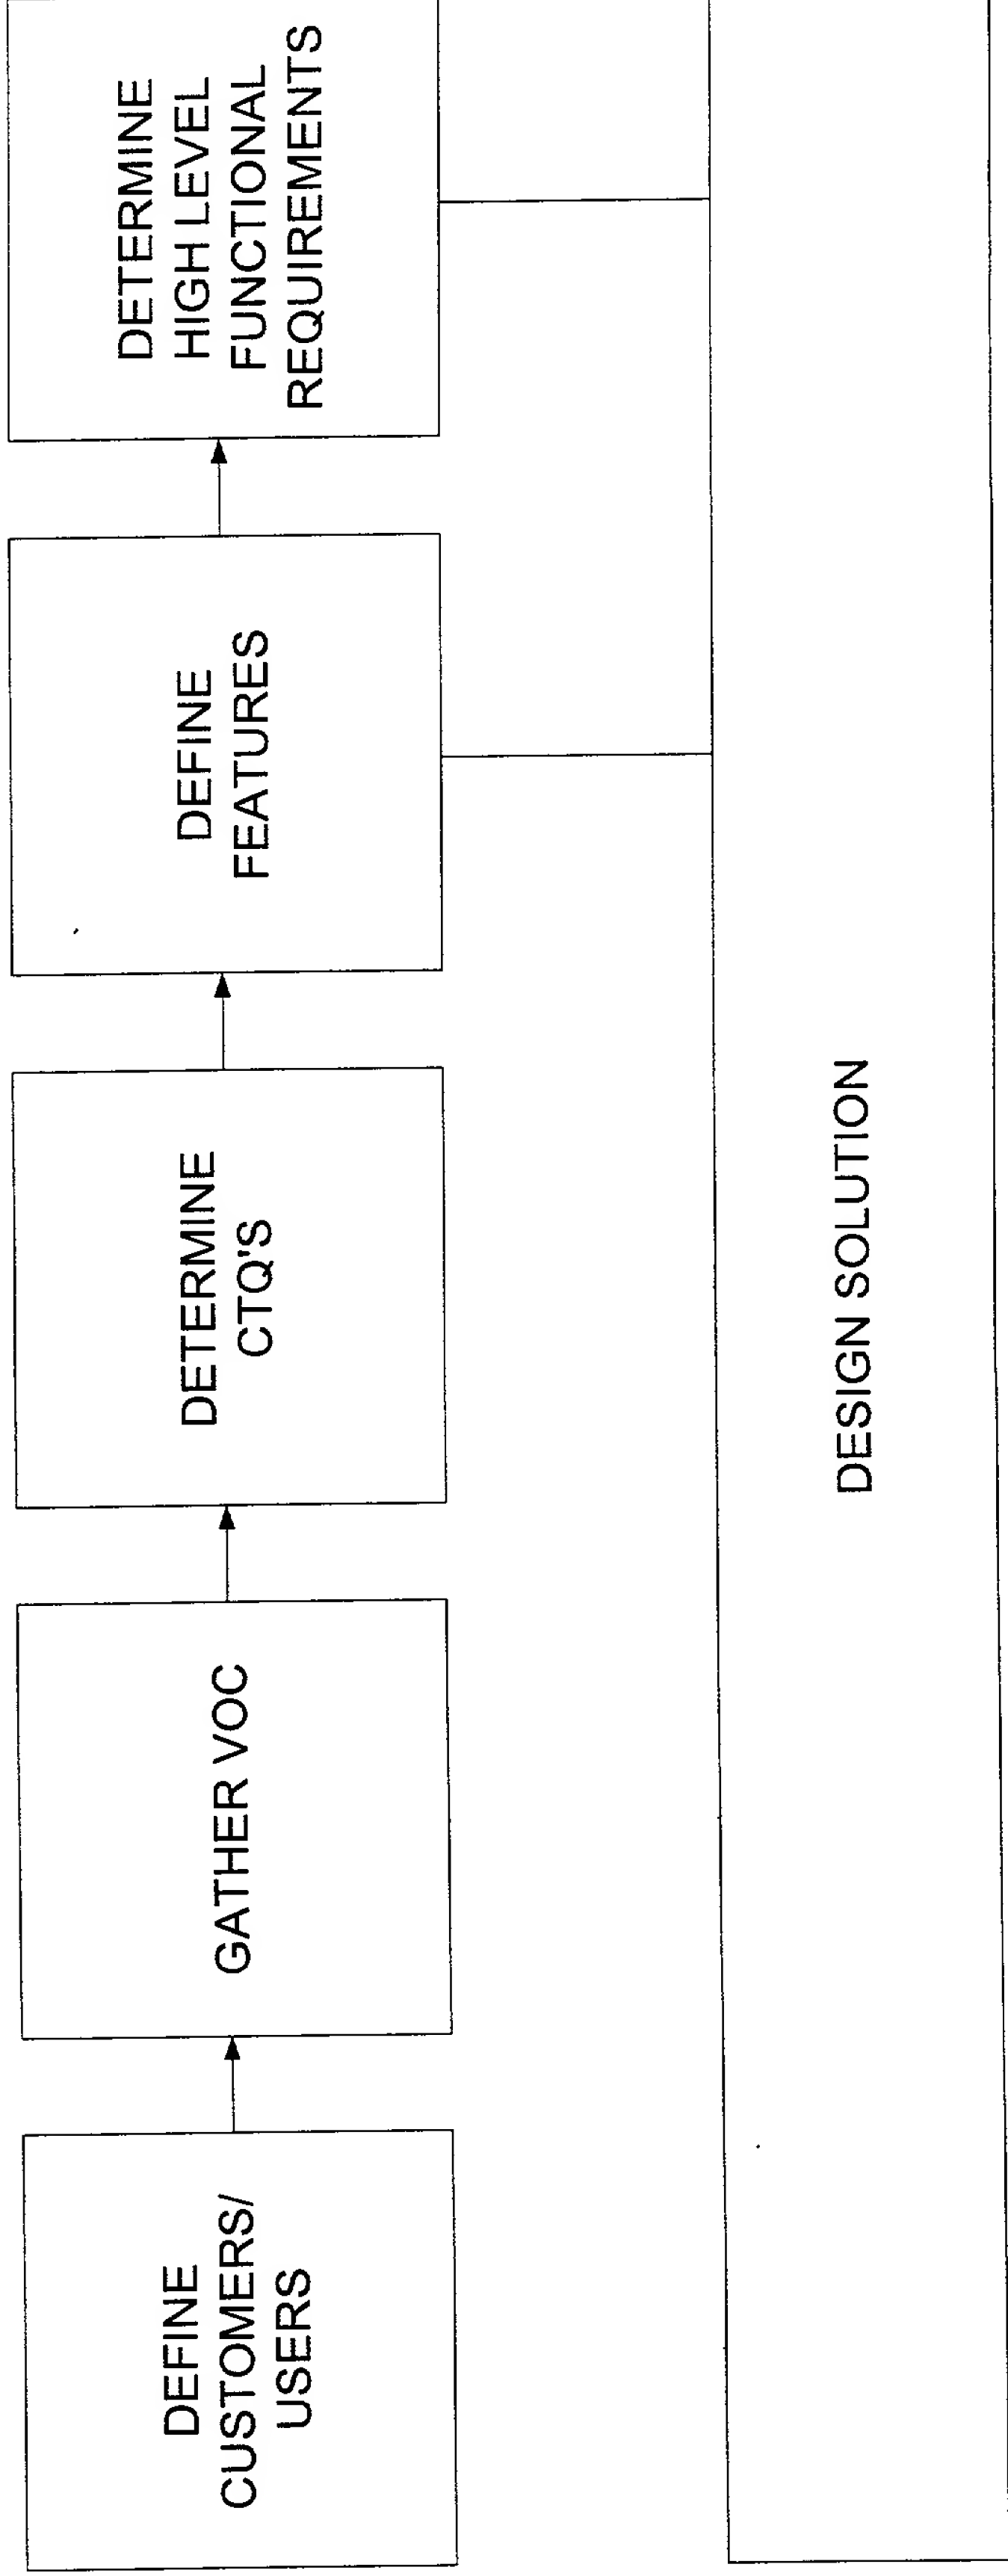 DEFINE
CUSTOMERS/
USERS
GATHER VOC
DETERMINE
CTQ'S
DEFINE
FEATURES
DETERMINE
HIGH LEVEL
FUNCTIONAL
REQUIREMENTS
DESIGN SOLUTION